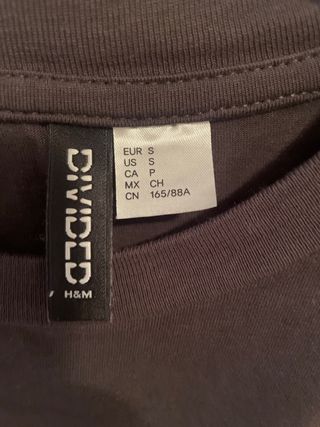 DIVIDED
H&M
EUR S
US S
CA P
MX CH
CN 165/88A